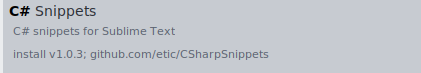 C# Snippets
C# snippets for Sublime Text
install v1.0.3; github.com/etic/CSharpSnippets